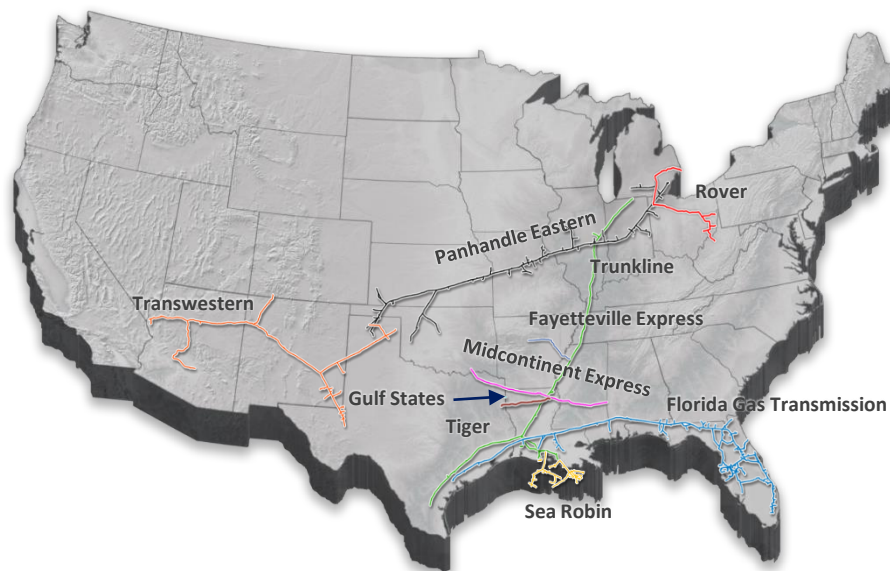 Rover
Panhandle Eastern
Trunkline
Transwestern
Fayetteville Express
Midcontinent Express
Gulf States
Florida Gas Transmission
Tiger
Sea Robin